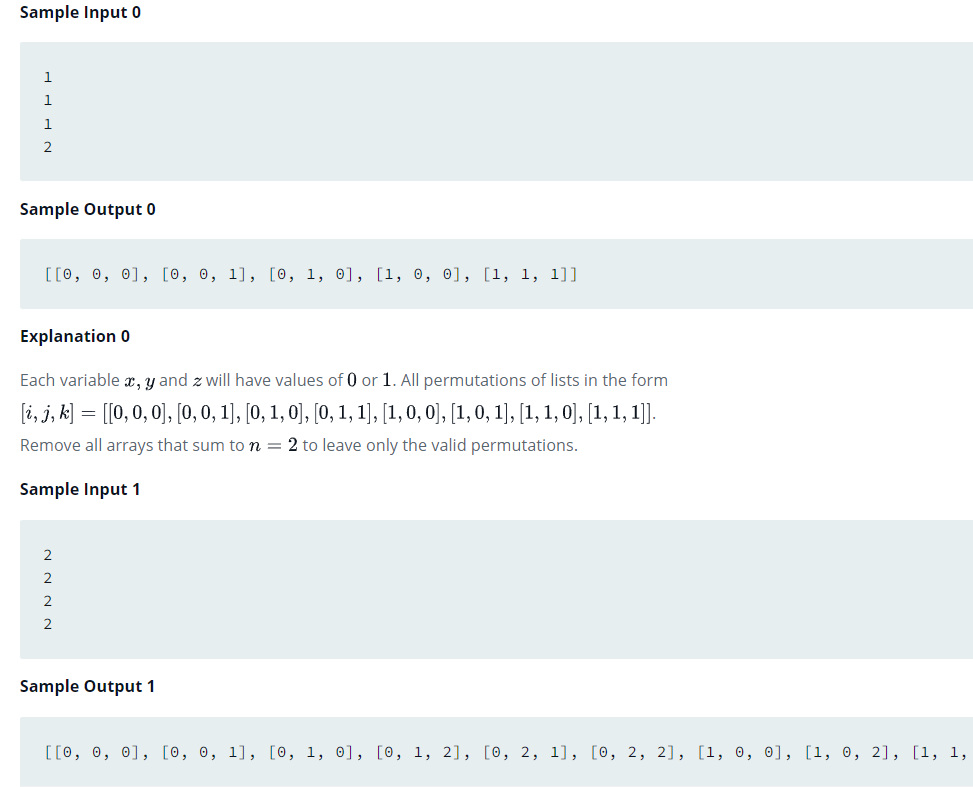 Sample Input 0
1
1
1
2
Sample Output 0
[[0, 0, 0], [0, 0, 1], [0, 1, 0], [1, 0, 0], [1, 1, 1]]
Explanation 0
Each variable x, y and z will have values of 0 or 1. All permutations of lists in the form
[i, j, k] = [[0, 0, 0], [0, 0, 1], [0, 1, 0], [0, 1, 1], [1, 0, 0], [1, 0, 1], [1, 1, 0], [1, 1, 1]].
Remove all arrays that sum to n = 2 to leave only the valid permutations.
Sample Input 1
2
2
2
2
Sample Output 1
[[0, 0, 0], [0, 0, 1], [0, 1, 0], [0, 1, 2], [0, 2, 1], [0, 2, 2], [1, 0, 0], [1, 0, 2], [1, 1,